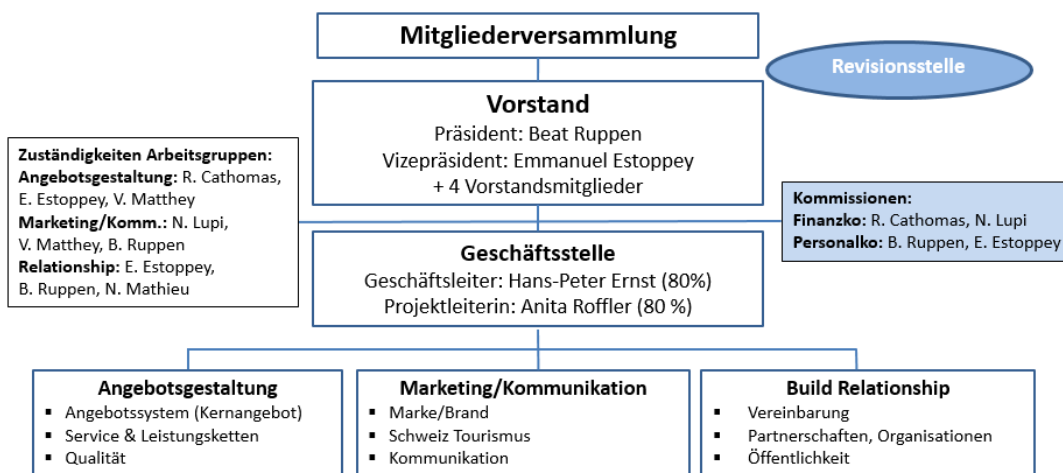 Mitgliederversammlung
Revisionsstelle
Vorstand
Präsident: Beat Ruppen
Vizepräsident: Emmanuel Estoppey
+ 4 Vorstandsmitglieder
Zuständigkeiten Arbeitsgruppen:
Angebotsgestaltung: R. Cathomas,
E. Estoppey, V. Matthey
Marketing/Komm.: N. Lupi,
V. Matthey, B. Ruppen
Relationship: E. Estoppey,
B. Ruppen, N. Mathieu
Kommissionen:
Finanzko: R. Cathomas, N. Lupi
Personalko: B. Ruppen, E. Estoppey
Geschäftsstelle
Geschäftsleiter: Hans-Peter Ernst (80%)
Projektleiterin: Anita Roffler (80 %)
Angebotsgestaltung
▪ Angebotssystem (Kernangebot)
▪ Service & Leistungsketten
▪ Qualität
Marketing/Kommunikation
▪ Marke/Brand
▪ Schweiz Tourismus
▪ Kommunikation
Build Relationship
▪ Vereinbarung
▪ Partnerschaften, Organisationen
▪ Öffentlichkeit